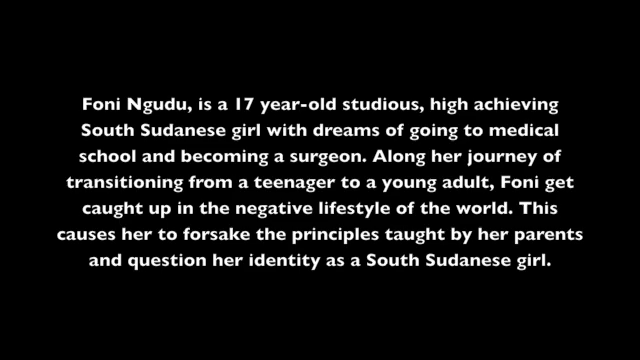 Foni Ngudu, is a 17 year-old studious, high achieving
South Sudanese girl with dreams of going to medical
school and becoming a surgeon. Along her journey of
transitioning from a teenager to a young adult, Foni get
caught up in the negative lifestyle of the world. This
causes her to forsake the principles taught by her parents
and question her identity as a South Sudanese girl.